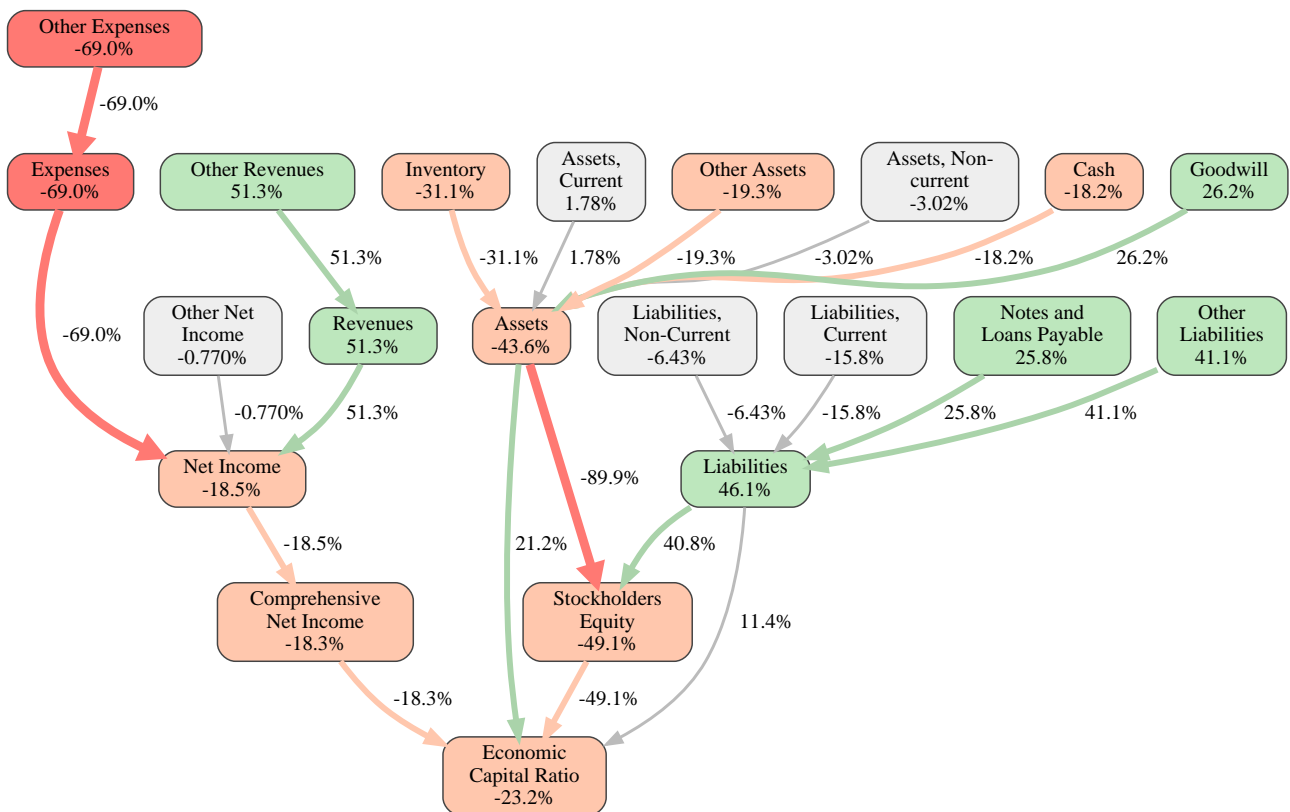 Other Expenses
-69.0%
-69.0%
Expenses
-69.0%
Other Revenues
51.3%
Inventory
-31.1%
Assets,
Current
1.78%
Other Assets
-19.3%
Assets, Non-
current
-3.02%
Cash
-18.2%
Goodwill
26.2%
51.3%
-31.1%
1.78%
-19.3%
-3.02%
-18.2%
26.2%
-69.0%
Other Net
Income
-0.770%
Revenues
51.3%
Assets
-43.6%
Liabilities,
Non-Current
-6.43%
Liabilities,
Current
-15.8%
Notes and
Loans Payable
25.8%
Other
Liabilities
41.1%
-0.770%
51.3%
-6.43%
-15.8%
25.8%
41.1%
Net Income
-18.5%
-89.9%
Liabilities
46.1%
-18.5%
21.2%
40.8%
Comprehensive
Net Income
-18.3%
Stockholders
Equity
-49.1%
11.4%
-18.3%
-49.1%
Economic
Capital Ratio
-23.2%